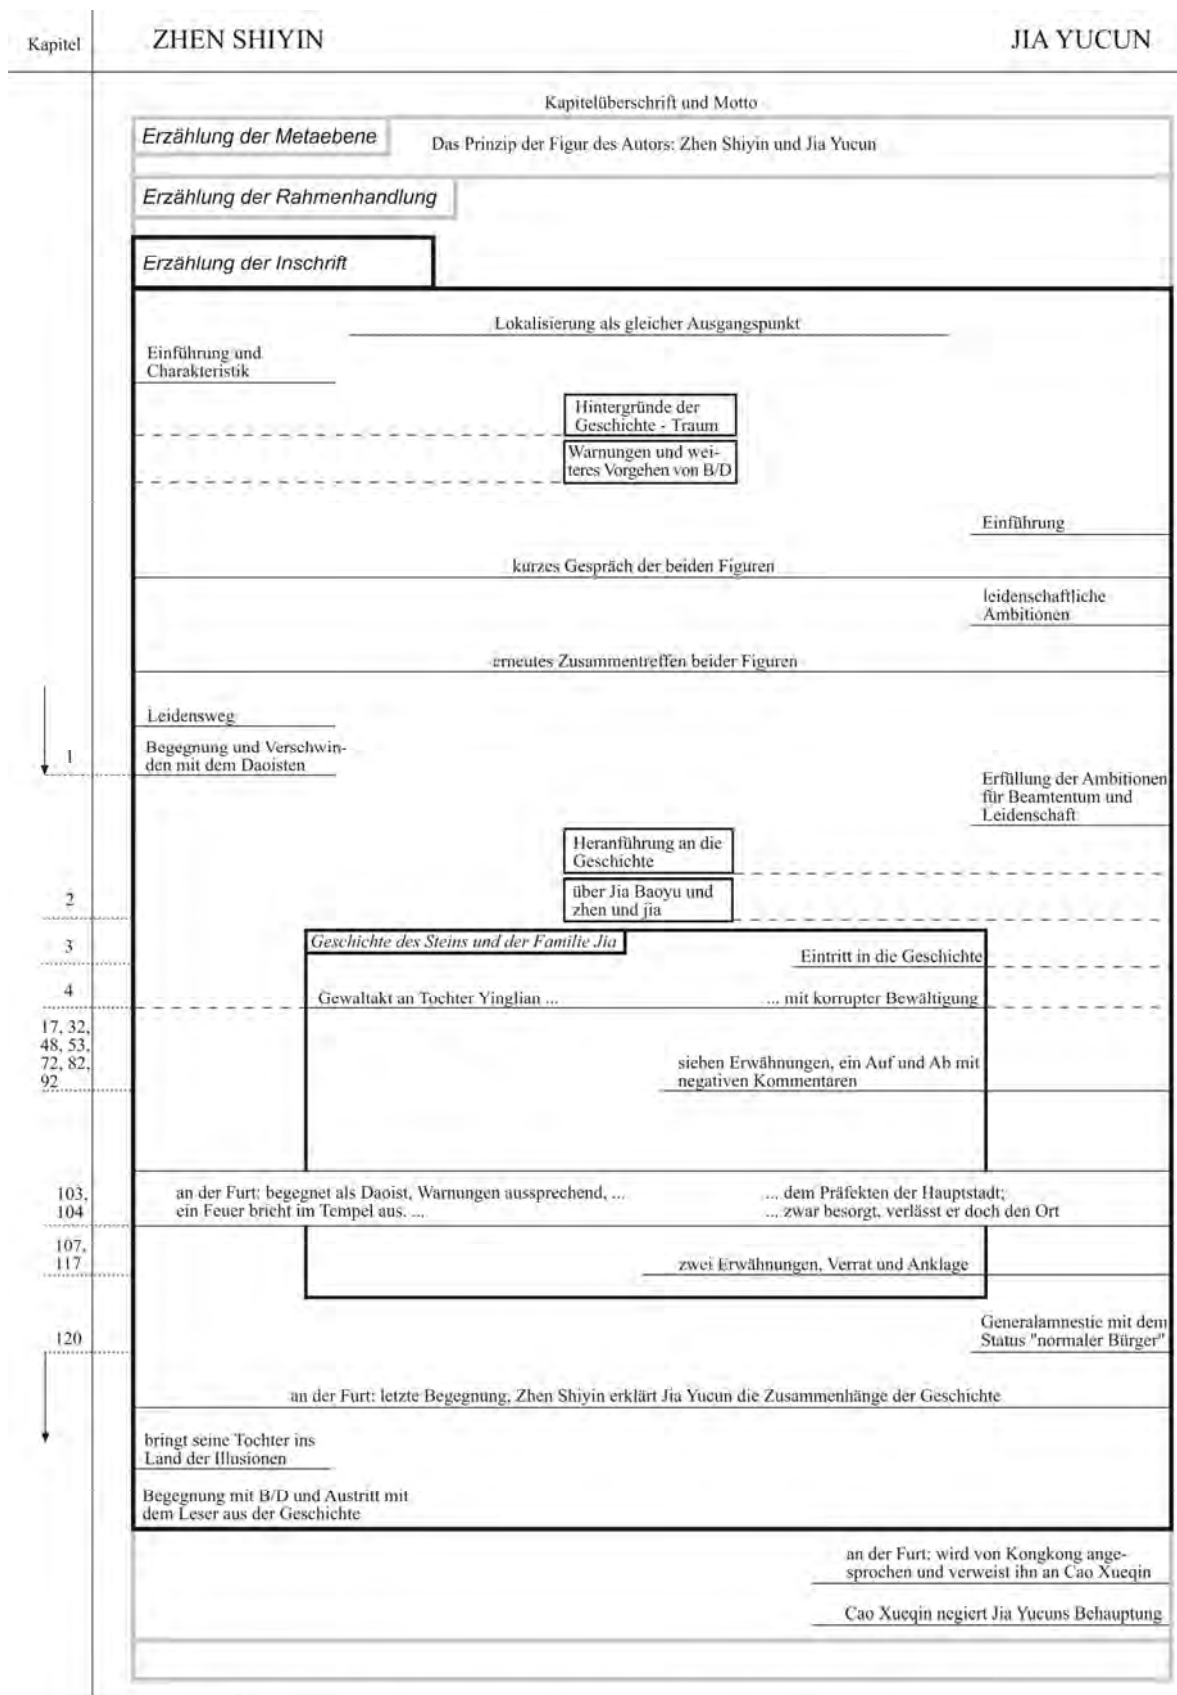 Kapitel
ZHEN SHIYIN
JIA YUCUN
Kapitelüberschrift und Motto
Erzählung der Metaebene
Das Prinzip der Figur des Autors: Zhen Shiyin und Jia Yucun
Erzählung der Rahmenhandlung
Erzählung der Inschrift
Lokalisierung als gleicher Ausgangspunkt
Einführung und
Charakteristik
Hintergründe der
Geschichte - Traum
Warnungen und wei-
teres Vorgehen von B/D
Einführung
kurzes Gespräch der beiden Figuren
leidenschaftliche
Ambitionen
erneutes Zusammentreffen beider Figuren
Leidensweg
1
Begegnung und Verschwin-
den mit dem Daoisten
Erfüllung der Ambitionen
für Beamtentum und
Leidenschaft
Heranführung an die
Geschichte
2
über Jia Baoyu und
zhen und jia
3
Geschichte des Steins und der Familie Jia
Eintritt in die Geschichte
4
Gewaltakt an Tochter Yinglian ...
... mit korrupter Bewältigung
17, 32,
48, 53,
72, 82,
92
sieben Erwähnungen, ein Auf und Ab mit
negativen Kommentaren
103,
104
an der Furt: begegnet als Daoist, Warnungen aussprechend, ...
ein Feuer bricht im Tempel aus. ...
... dem Präfekten der Hauptstadt;
... zwar besorgt, verlässt er doch den Ort
107,
117
zwei Erwähnungen, Verrat und Anklage
120
Generalamnestie mit dem
Status "normaler Bürger"
an der Furt: letzte Begegnung, Zhen Shiyin erklärt Jia Yucun die Zusammenhänge der Geschichte
bringt seine Tochter ins
Land der Illusionen
Begegnung mit B/D und Austritt mit
dem Leser aus der Geschichte
an der Furt: wird von Kongkong ange-
sprochen und verweist ihn an Cao Xueqin
Cao Xueqin negiert Jia Yucuns Behauptung